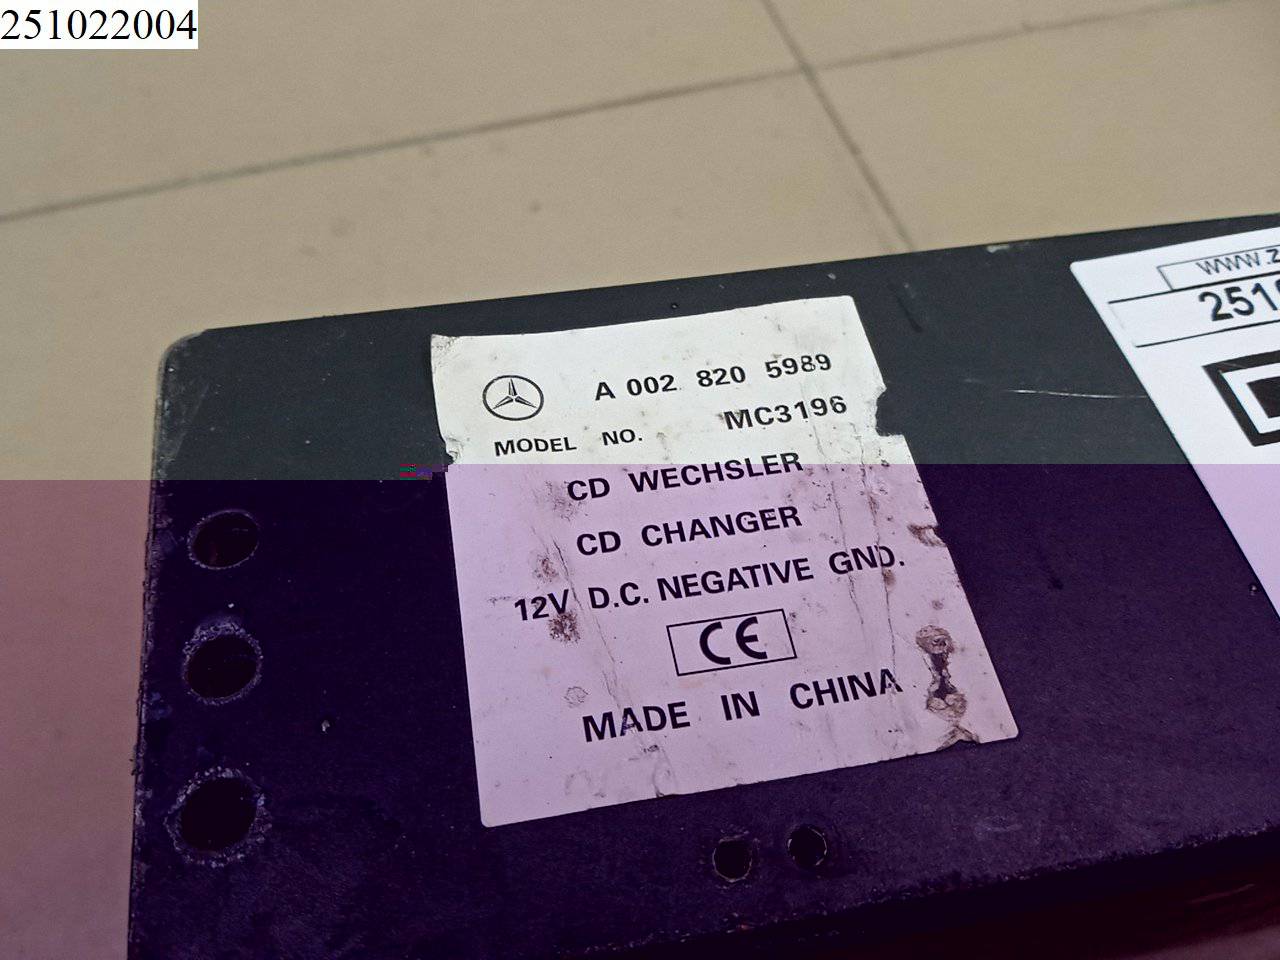 251022004
WWW.
251
A 002 820 5989
MODEL NO. MC3196
CD WECHSLER
CD CHANGER
12V D.C. NEGATIVE GND.
CE
MADE IN CHINA